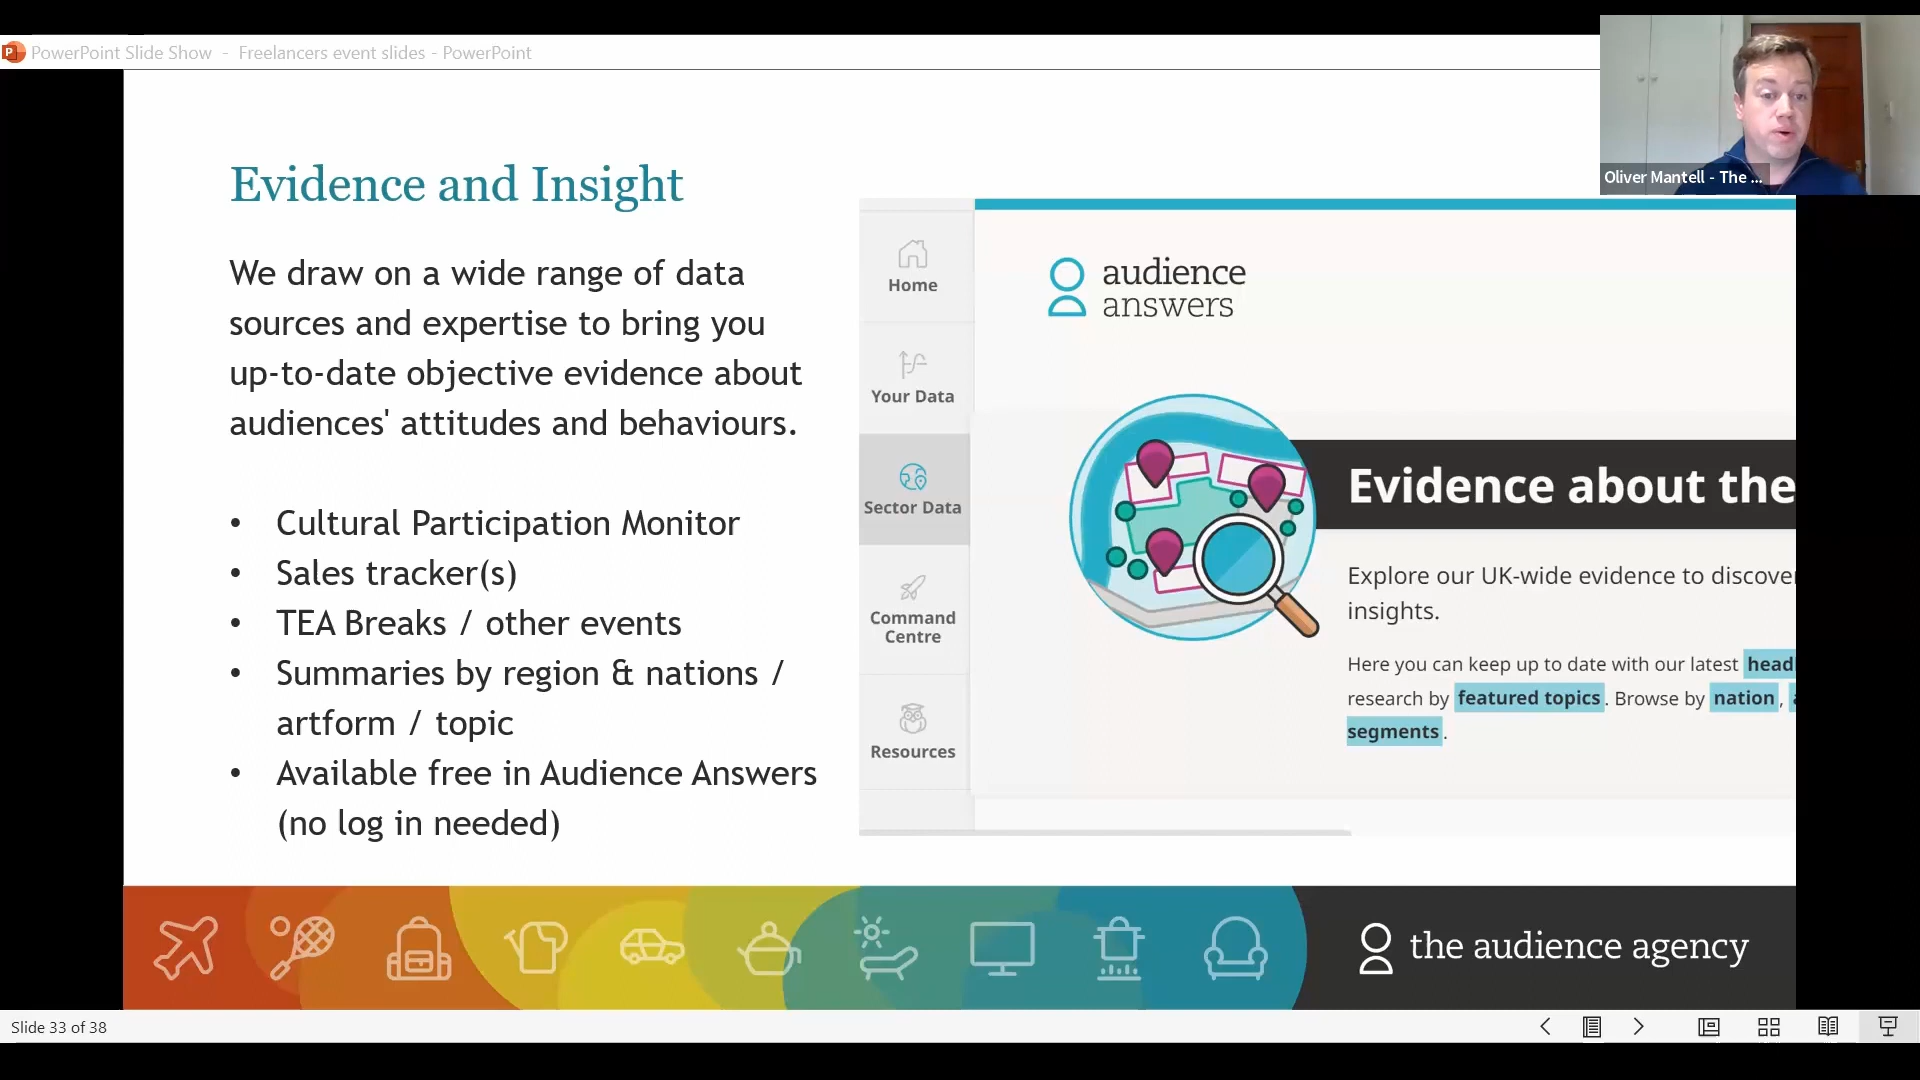 PowerPoint Slide Show - Freelancers event slides - PowerPoint
Oliver Mantell - The ...
Evidence and Insight
We draw on a wide range of data
sources and expertise to bring you
up-to-date objective evidence about
audiences' attitudes and behaviours.
• Cultural Participation Monitor
• Sales tracker(s)
• TEA Breaks / other events
• Summaries by region & nations /
artform / topic
• Available free in Audience Answers
(no log in needed)
Home
Your Data
Sector Data
Command
Centre
Resources
audience
answers
Evidence about the
Explore our UK-wide evidence to discover
insights.
Here you can keep up to date with our latest head
research by featured topics. Browse by nation,
segments.
the audience agency
Slide 33 of 38